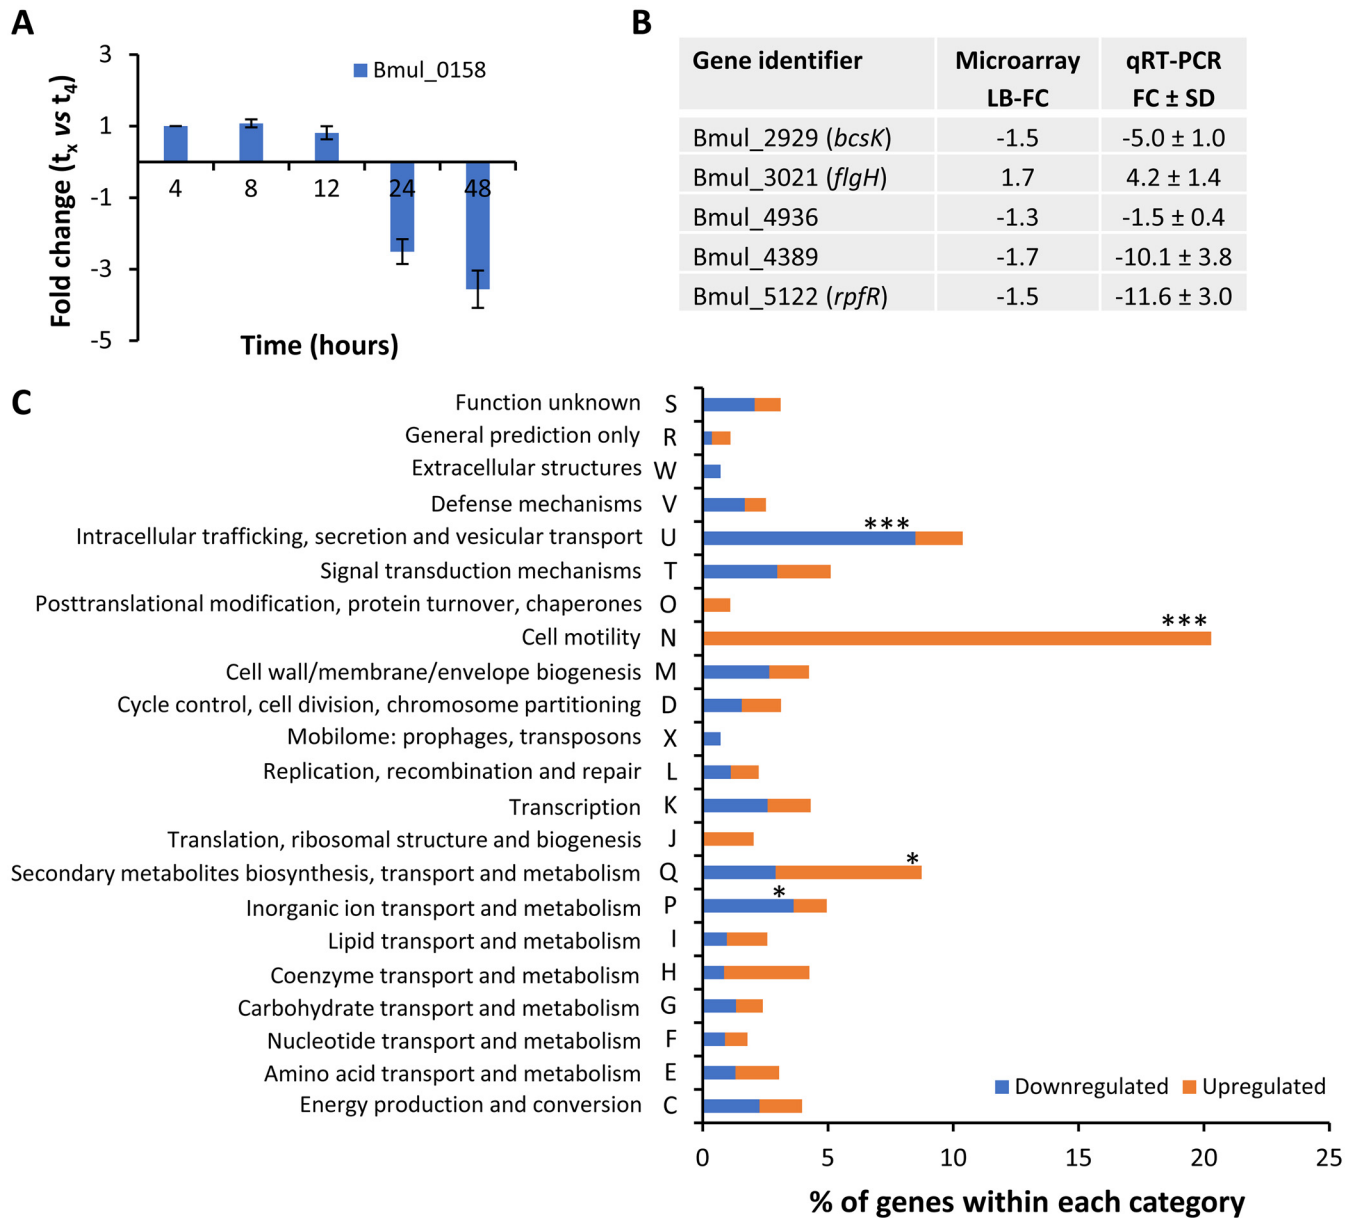 A
3
1
-1
-3
-5
Fold change (tx vs t4)
Bmul_0158
4 8 12 24 48
Time (hours)
B
Gene identifier Microarray LB-FC qRT-PCR FC ± SD
Bmul_2929 (bcsK) -1.5 -5.0 ± 1.0
Bmul_3021 (flgH) 1.7 4.2 ± 1.4
Bmul_4936 -1.3 -1.5 ± 0.4
Bmul_4389 -1.7 -10.1 ± 3.8
Bmul_5122 (rpfR) -1.5 -11.6 ± 3.0
C
Function unknown S
General prediction only R
Extracellular structures W
Defense mechanisms V
***
Intracellular trafficking, secretion and vesicular transport U
Signal transduction mechanisms T
Posttranslational modification, protein turnover, chaperones O
***
Cell motility N
Cell wall/membrane/envelope biogenesis M
Cycle control, cell division, chromosome partitioning D
Mobilome: prophages, transposons X
Replication, recombination and repair L
Transcription K
Translation, ribosomal structure and biogenesis J
*
Secondary metabolites biosynthesis, transport and metabolism Q
*
Inorganic ion transport and metabolism P
Lipid transport and metabolism I
Coenzyme transport and metabolism H
Carbohydrate transport and metabolism G
Nucleotide transport and metabolism F
Amino acid transport and metabolism E
Downregulated Upregulated
Energy production and conversion C
0 5 10 15 20 25
% of genes within each category